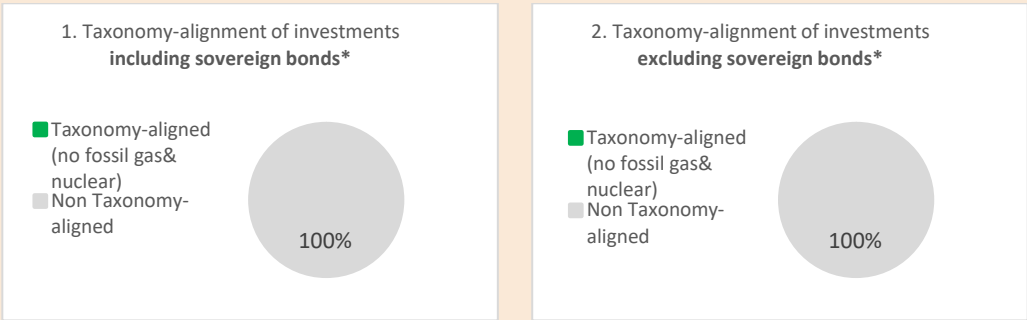 1. Taxonomy-alignment of investments
including sovereign bonds*
Taxonomy-aligned
(no fossil gas&
nuclear)
Non Taxonomy-
aligned
100%
2. Taxonomy-alignment of investments
excluding sovereign bonds*
Taxonomy-aligned
(no fossil gas&
nuclear)
Non Taxonomy-
aligned
100%